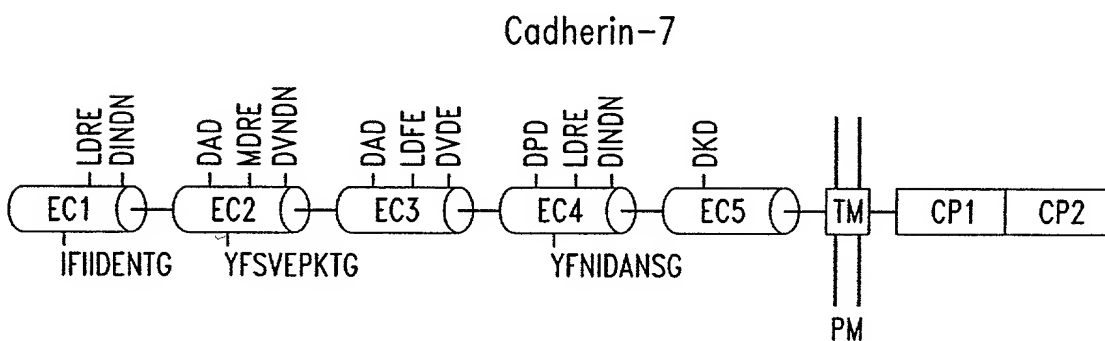 Cadherin-7
LDRE DINDN DAD MDRE DVNDN DAD LDFE DVDE DPD LDRE DINDN DKD
EC1 EC2 EC3 EC4 EC5 TM CP1 CP2
IFIIDENTG YFSVEPKTG YFNIDANSG
PM